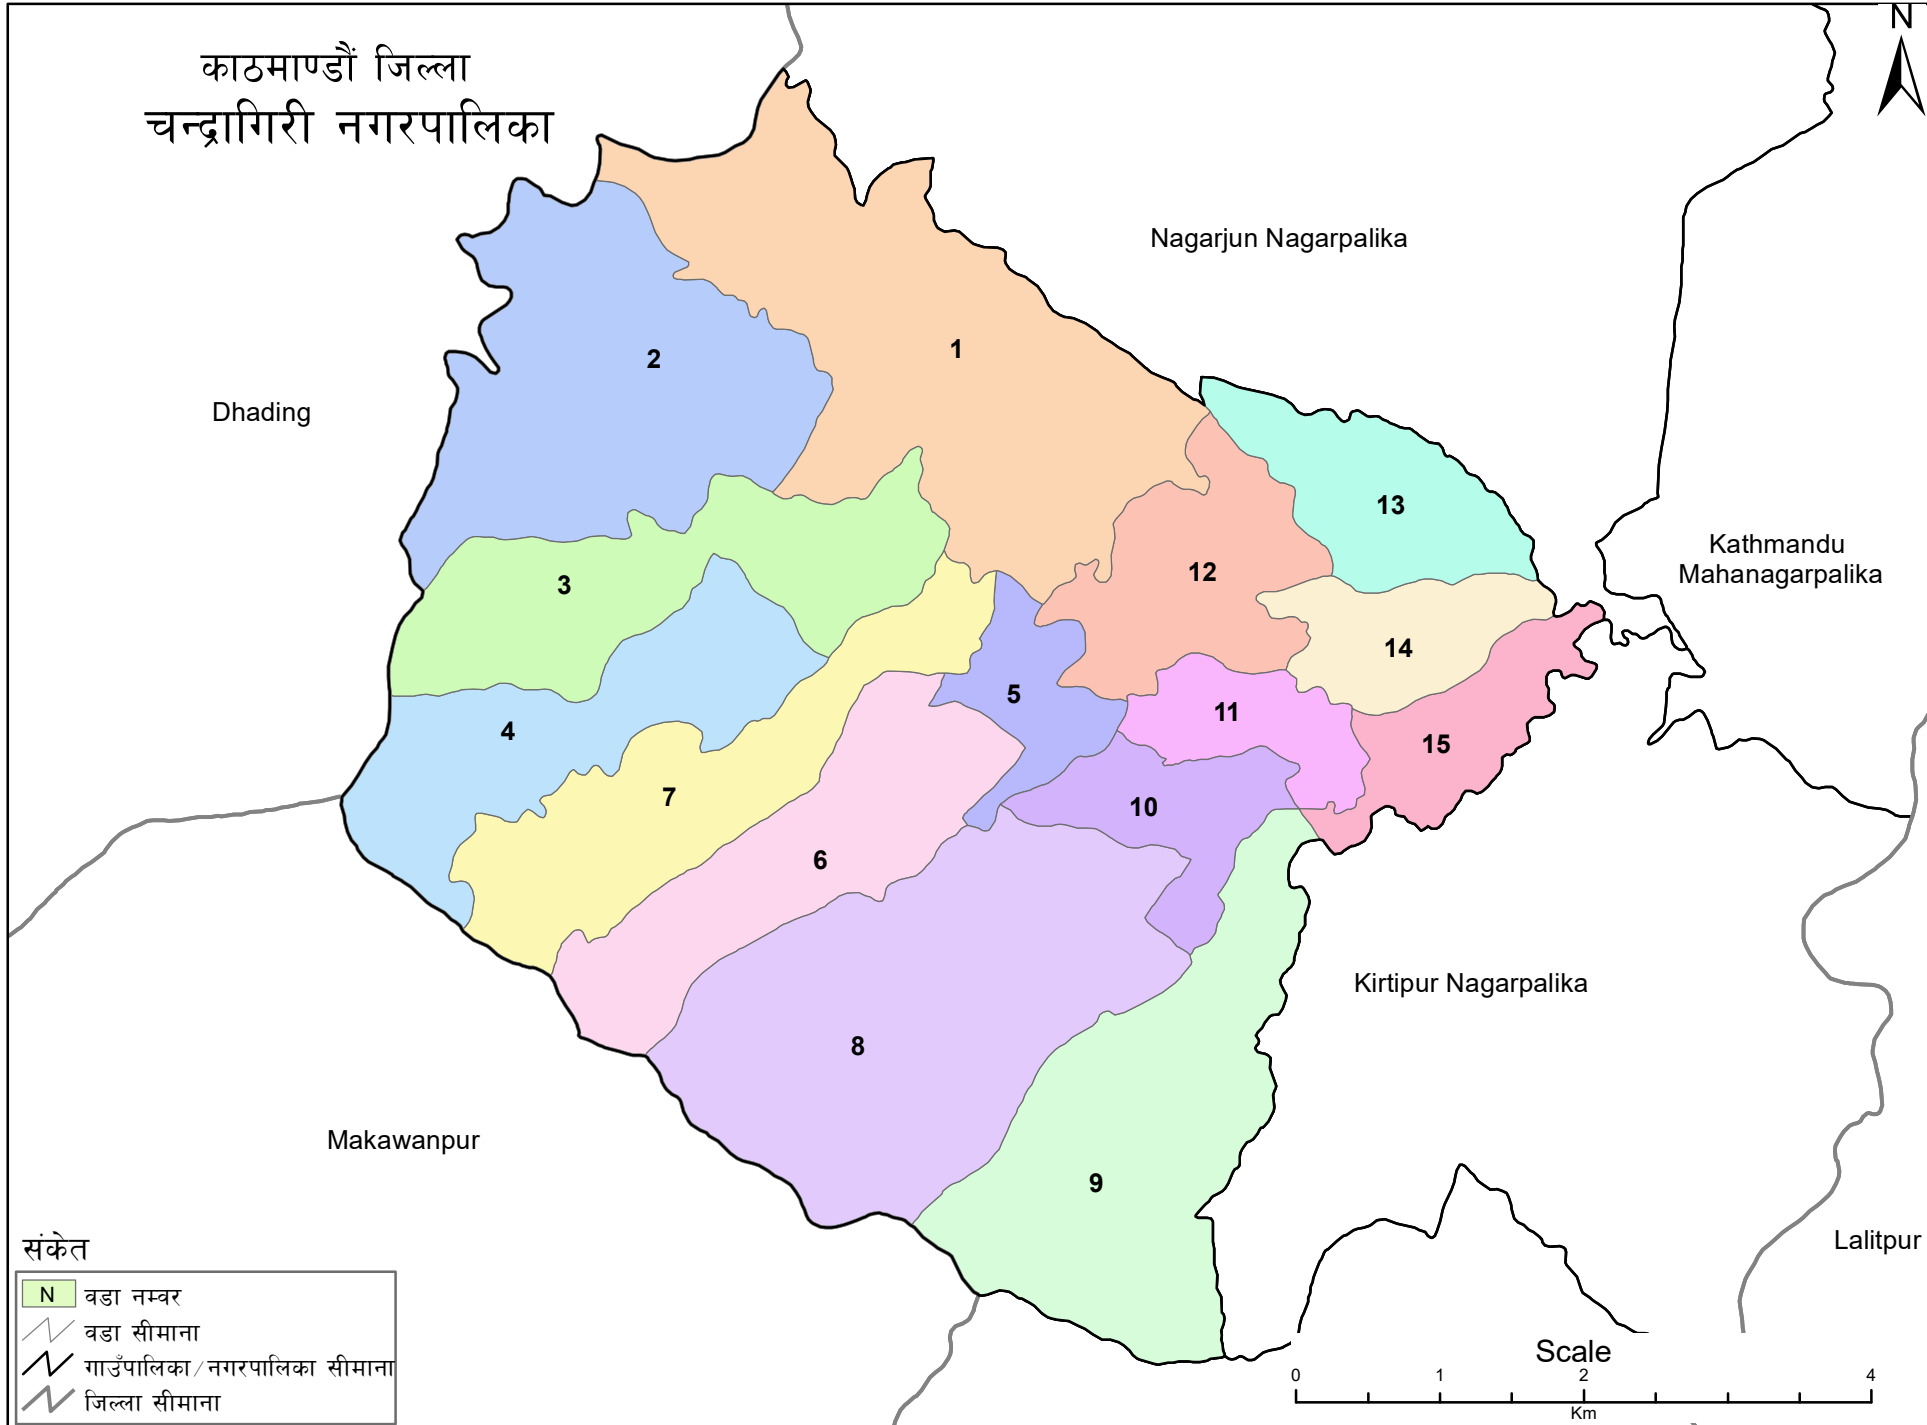 काठमाण्डौं जिल्ला
चन्द्रागिरी नगरपालिका
N
Nagarjun Nagarpalika
1
2
Dhading
13
Kathmandu
Mahanagarpalika
12
3
14
5
11
4
15
7
10
6
Kirtipur Nagarpalika
8
Makawanpur
9
Lalitpur
संकेत
N वडा नम्वर
वडा सीमाना
गाउँपालिका/नगरपालिका सीमाना
जिल्ला सीमाना
Scale
0 1 2 4
Km